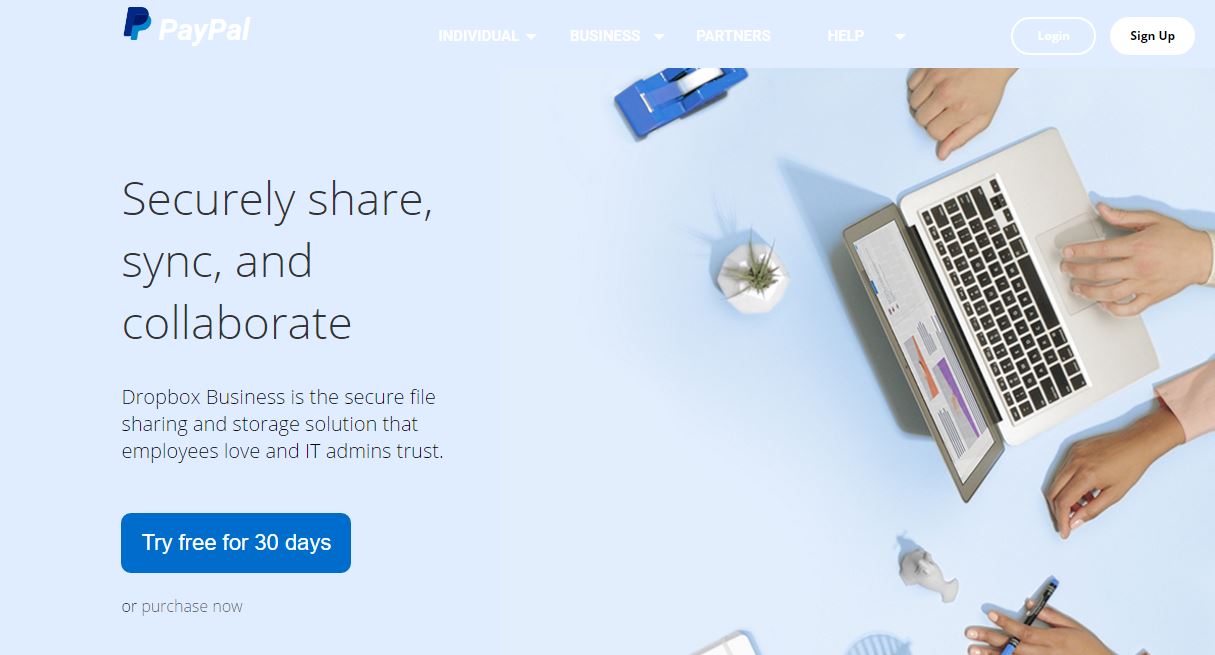 PayPal
INDIVIDUAL BUSINESS PARTNERS HELP Login Sign Up
Securely share,
sync, and
collaborate
Dropbox Business is the secure file
sharing and storage solution that
employees love and IT admins trust.
Try free for 30 days
or purchase now